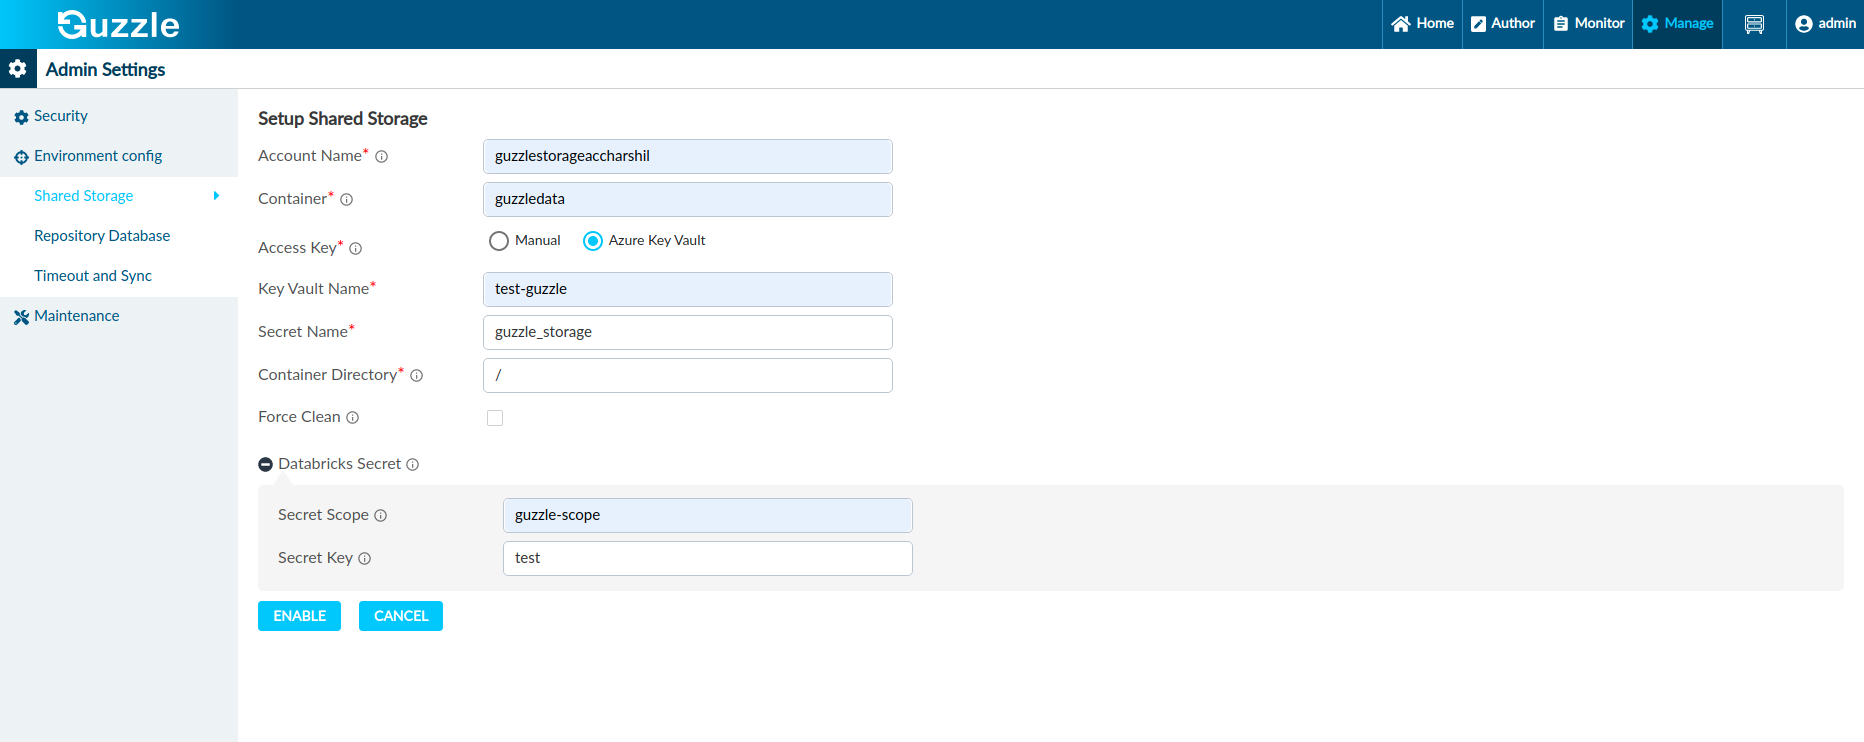 Guzzle
Home Author Monitor Manage admin
Admin Settings
Security
Environment config
Shared Storage
Repository Database
Timeout and Sync
Maintenance
Setup Shared Storage
Account Name* guzzlestorageaccharshil
Container* guzzledata
Access Key* Manual Azure Key Vault
Key Vault Name* test-guzzle
Secret Name* guzzle_storage
Container Directory* /
Force Clean
Databricks Secret
Secret Scope guzzle-scope
Secret Key test
ENABLE CANCEL